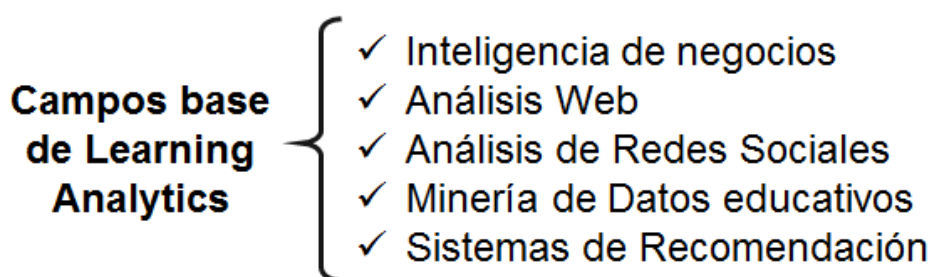 Campos base
de Learning
Analytics
✓ Inteligencia de negocios
✓ Análisis Web
✓ Análisis de Redes Sociales
✓ Minería de Datos educativos
✓ Sistemas de Recomendación